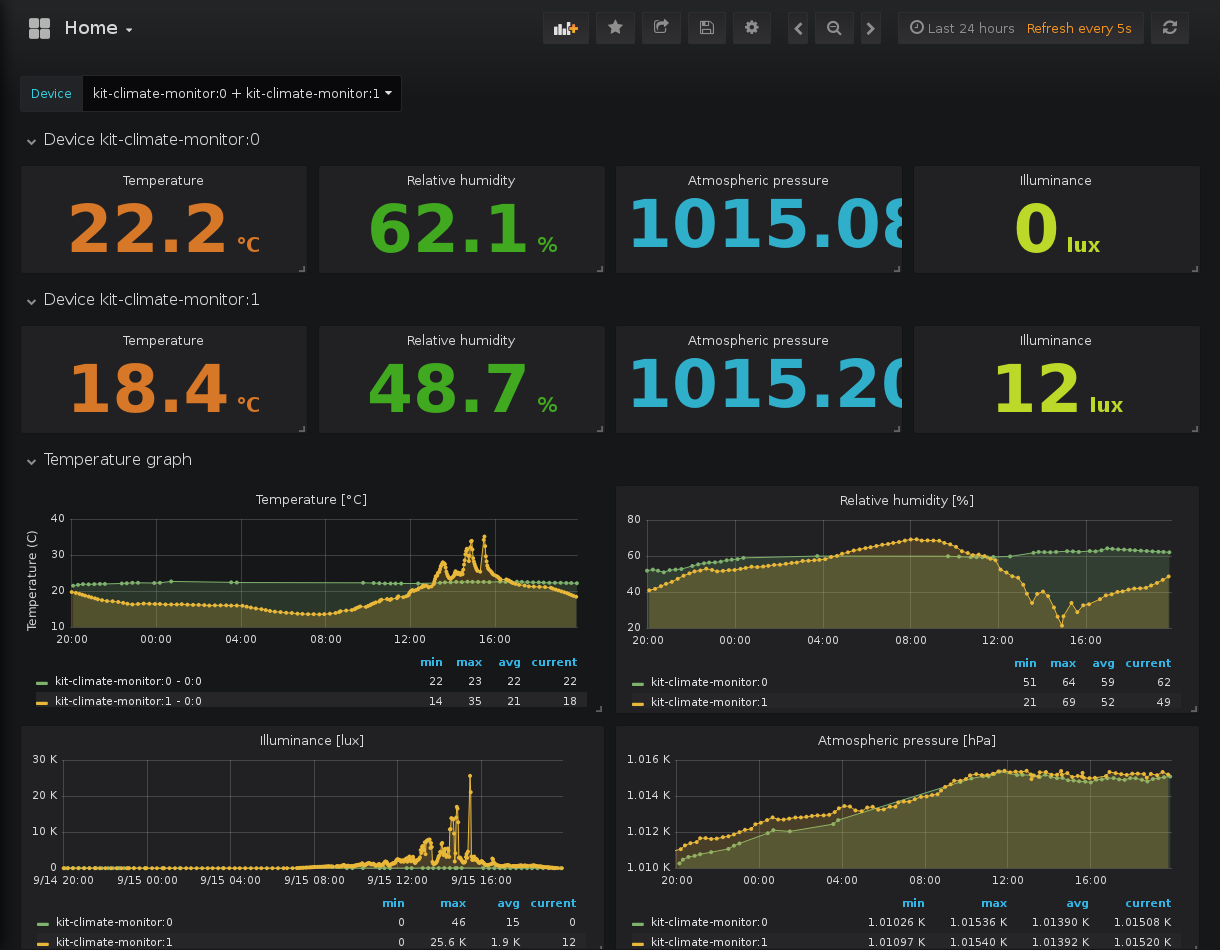 Home
Last 24 hours Refresh every 5s
Device kit-climate-monitor:0 + kit-climate-monitor:1
Device kit-climate-monitor:0
Temperature Relative humidity Atmospheric pressure Illuminance
22.2 °C 62.1 % 1015.08 0 lux
Device kit-climate-monitor:1
Temperature Relative humidity Atmospheric pressure Illuminance
18.4 °C 48.7 % 1015.20 12 lux
Temperature graph
Temperature [°C]
Temperature (C)
40
30
20
10
20:00 00:00 04:00 08:00 12:00 16:00
min max avg current
kit-climate-monitor:0 - 0:0 22 23 22 22
kit-climate-monitor:1 - 0:0 14 35 21 18
Relative humidity [%]
80
60
40
20
20:00 00:00 04:00 08:00 12:00 16:00
min max avg current
kit-climate-monitor:0 51 64 59 62
kit-climate-monitor:1 21 69 52 49
Illuminance [lux]
30 K
20 K
10 K
0
9/14 20:00 9/15 00:00 9/15 04:00 9/15 08:00 9/15 12:00 9/15 16:00
min max avg current
kit-climate-monitor:0 0 46 15 0
kit-climate-monitor:1 0 25.6 K 1.9 K 12
Atmospheric pressure [hPa]
1.016 K
1.014 K
1.012 K
1.010 K
20:00 00:00 04:00 08:00 12:00 16:00
min max avg current
kit-climate-monitor:0 1.01026 K 1.01536 K 1.01390 K 1.01508 K
kit-climate-monitor:1 1.01097 K 1.01540 K 1.01392 K 1.01520 K